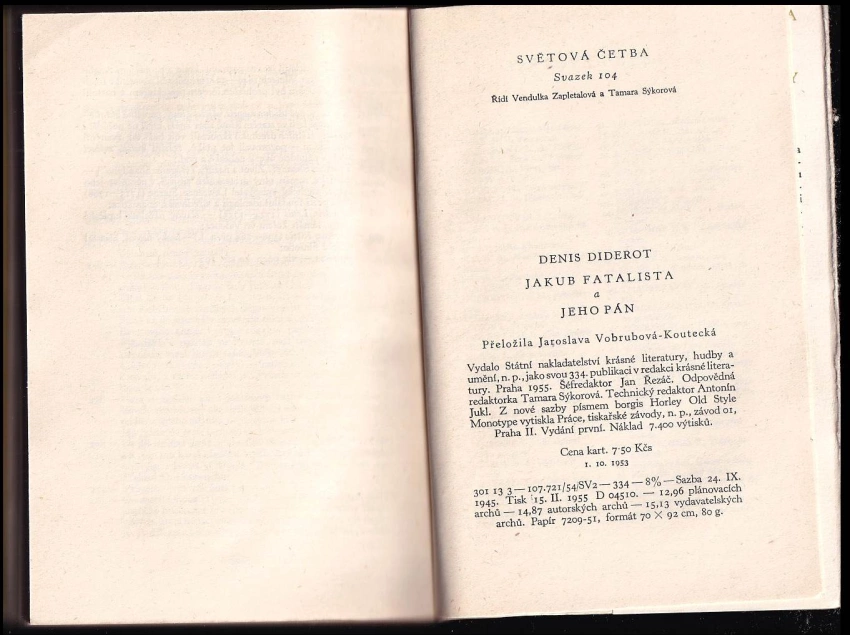 SVĚTOVÁ ČETBA
Svazek 104
Řídí Vendulka Zapletalová a Tamara Sýkorová
DENIS DIDEROT
JAKUB FATALISTA
a
JEHO PÁN
Přeložila Jaroslava Vobrubová-Koutecká
Vydalo Státní nakladatelství krásné literatury, hudby a
umění, n. p., jako svou 334. publikaci v redakci krásné litera-
tury. Praha 1955. Šéfredaktor Jan Řezáč. Odpovědná
redaktorka Tamara Sýkorová. Technický redaktor Antonín
Jukl. Z nové sazby písmem borgis Horley Old Style
Monotype vytiskla Práce, tiskařské závody, n. p., závod 01,
Praha II. Vydání první. Náklad 7.400 výtisků.
Cena kart. 7·50 Kčs
1. 10. 1953
301 13 3 — 107.721/54/SV2 — 334 — 8% — Sazba 24. IX.
1945. Tisk 15. II. 1955 D 04510. — 12,96 plánovacích
archů — 14,87 autorských archů — 15,13 vydavatelských
archů. Papír 7209-51, formát 70 × 92 cm, 80 g.